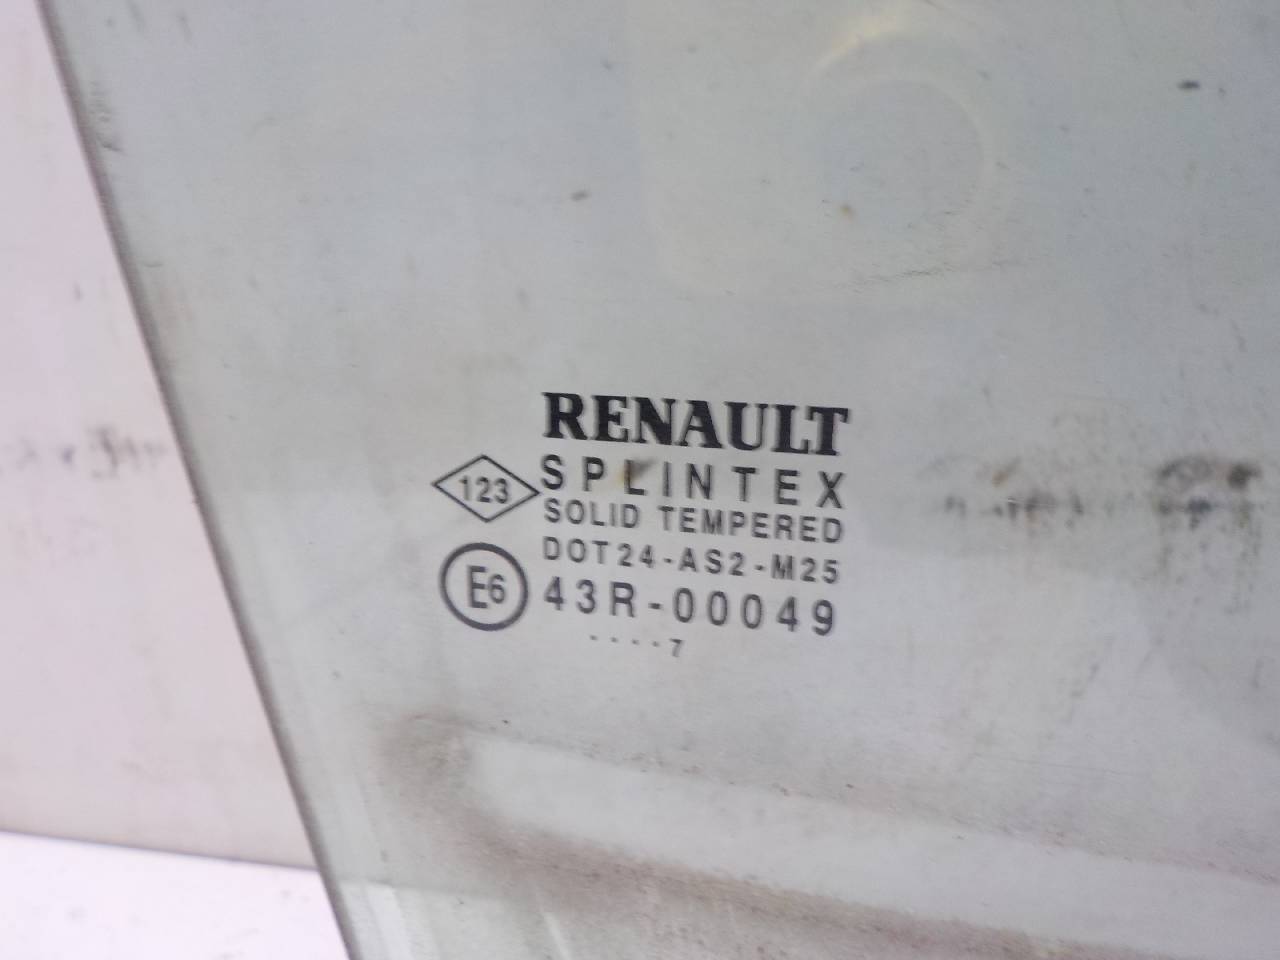 RENAULT
123
SPLINTEX
SOLID TEMPERED
DOT24-AS2-M25
E6
43R-00049
....7